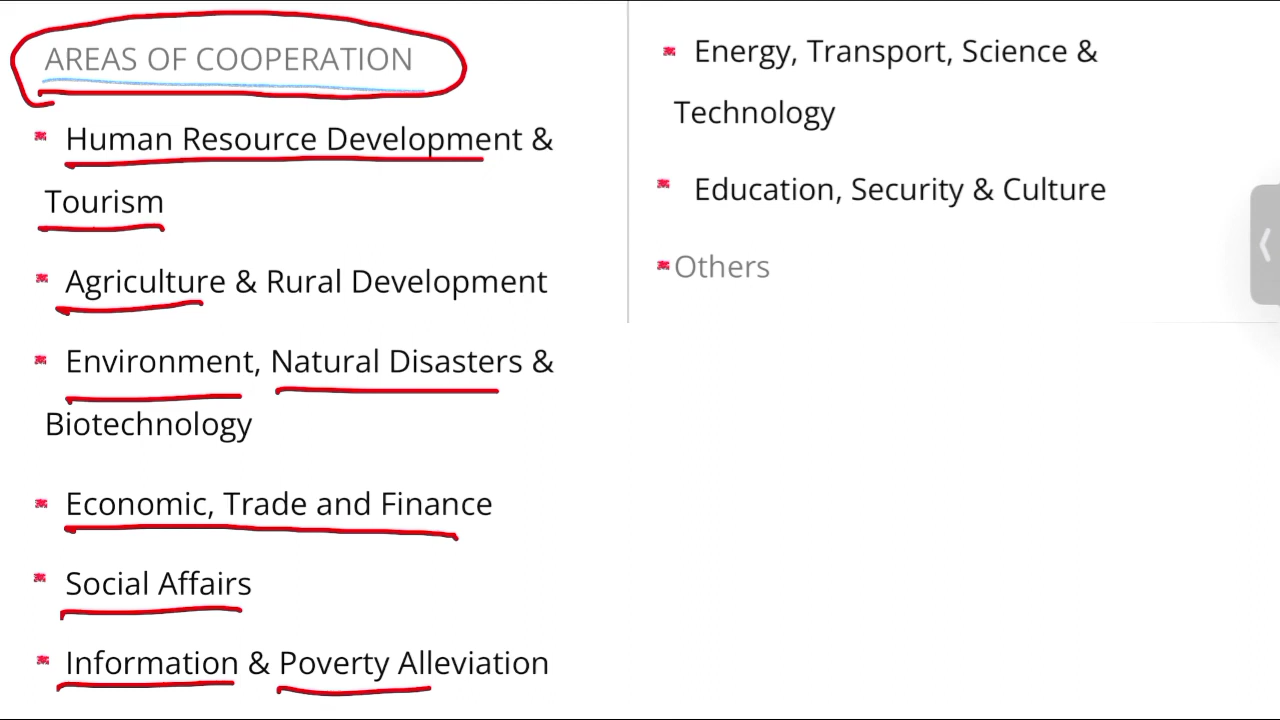 AREAS OF COOPERATION
Human Resource Development &
Tourism
Agriculture & Rural Development
Environment, Natural Disasters &
Biotechnology
Economic, Trade and Finance
Social Affairs
Information & Poverty Alleviation
Energy, Transport, Science &
Technology
Education, Security & Culture
Others